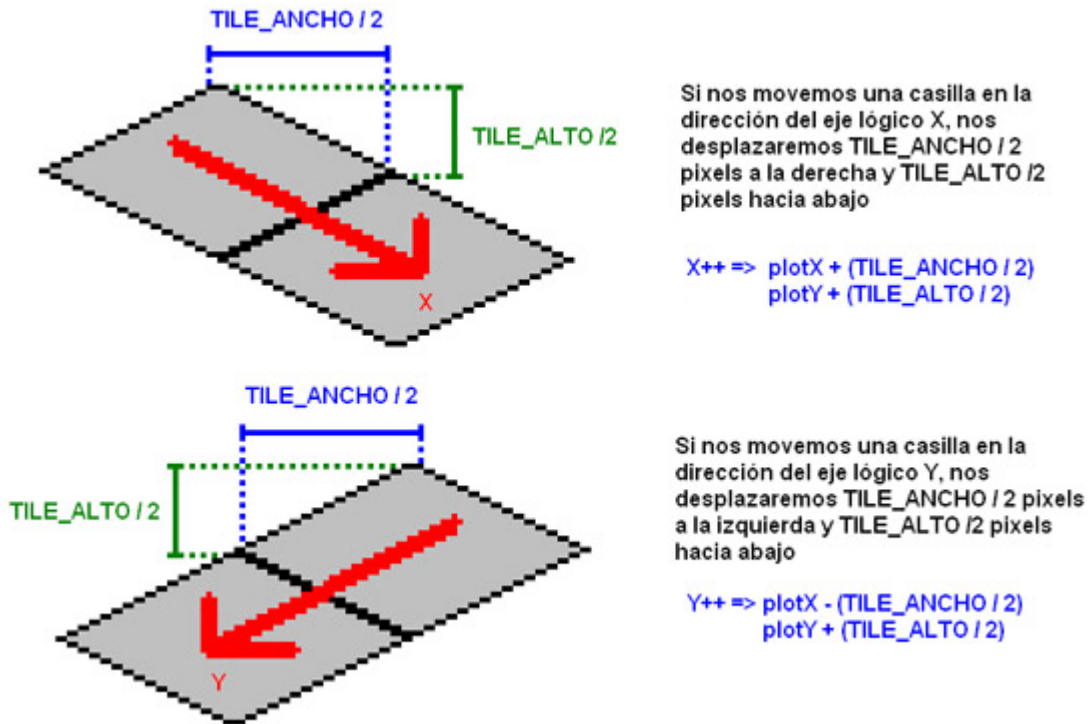 TILE_ANCHO / 2
TILE_ALTO /2
X
Si nos movemos una casilla en la
dirección del eje lógico X, nos
desplazaremos TILE_ANCHO / 2
pixels a la derecha y TILE_ALTO /2
pixels hacia abajo
X++ => plotX + (TILE_ANCHO / 2)
plotY + (TILE_ALTO / 2)
TILE_ANCHO / 2
TILE_ALTO / 2
Y
Si nos movemos una casilla en la
dirección del eje lógico Y, nos
desplazaremos TILE_ANCHO / 2 pixels
a la izquierda y TILE_ALTO /2 pixels
hacia abajo
Y++ => plotX - (TILE_ANCHO / 2)
plotY + (TILE_ALTO / 2)